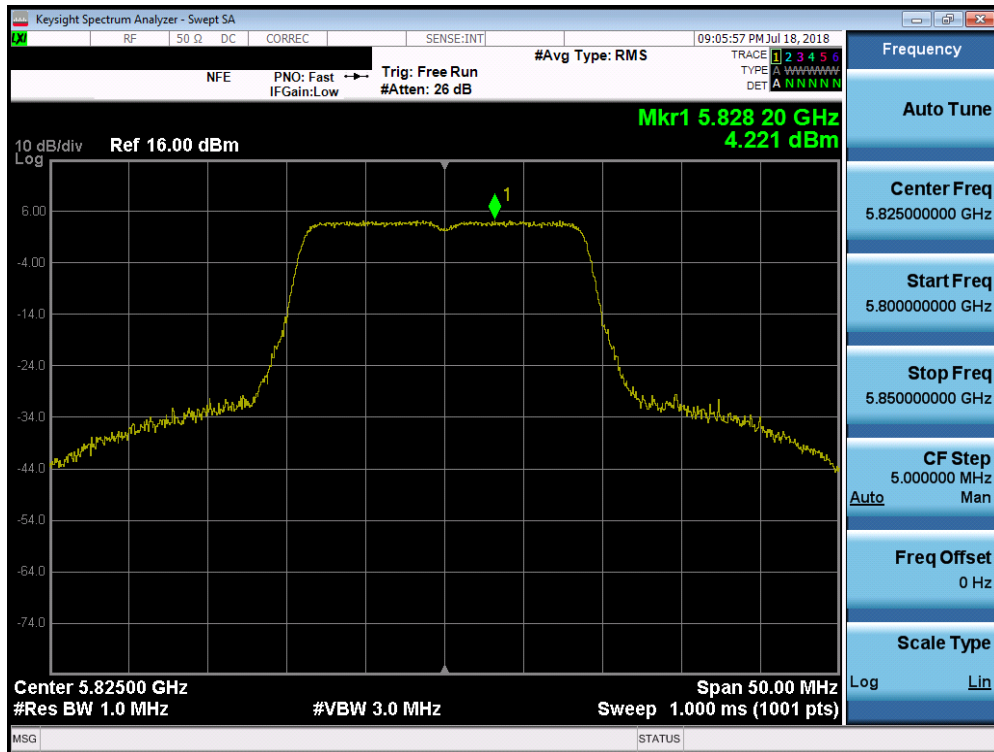 Keysight Spectrum Analyzer - Swept SA
LXI RF 50 Ω DC CORREC SENSE:INT 09:05:57 PM Jul 18, 2018
#Avg Type: RMS TRACE 1 2 3 4 5 6
NFE PNO: Fast Trig: Free Run TYPE A WWWWW
IFGain:Low #Atten: 26 dB DET A N N N N N
Mkr1 5.828 20 GHz
4.221 dBm
10 dB/div Ref 16.00 dBm
Log
1
6.00
-4.00
-14.0
-24.0
-34.0
-44.0
-54.0
-64.0
-74.0
Center 5.82500 GHz Span 50.00 MHz
#Res BW 1.0 MHz #VBW 3.0 MHz Sweep 1.000 ms (1001 pts)
MSG STATUS
Frequency
Auto Tune
Center Freq
5.825000000 GHz
Start Freq
5.800000000 GHz
Stop Freq
5.850000000 GHz
CF Step
5.000000 MHz
Auto Man
Freq Offset
0 Hz
Scale Type
Log Lin